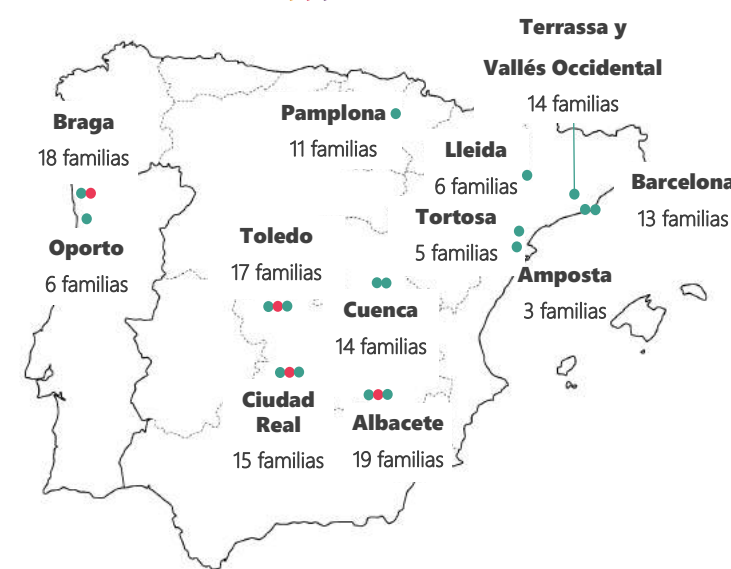 Terrassa y
Vallés Occidental
14 familias
Braga
18 familias
Pamplona
11 familias
Lleida
6 familias
Barcelona
13 familias
Tortosa
5 familias
Amposta
3 familias
Oporto
6 familias
Toledo
17 familias
Cuenca
14 familias
Ciudad
Real
15 familias
Albacete
19 familias